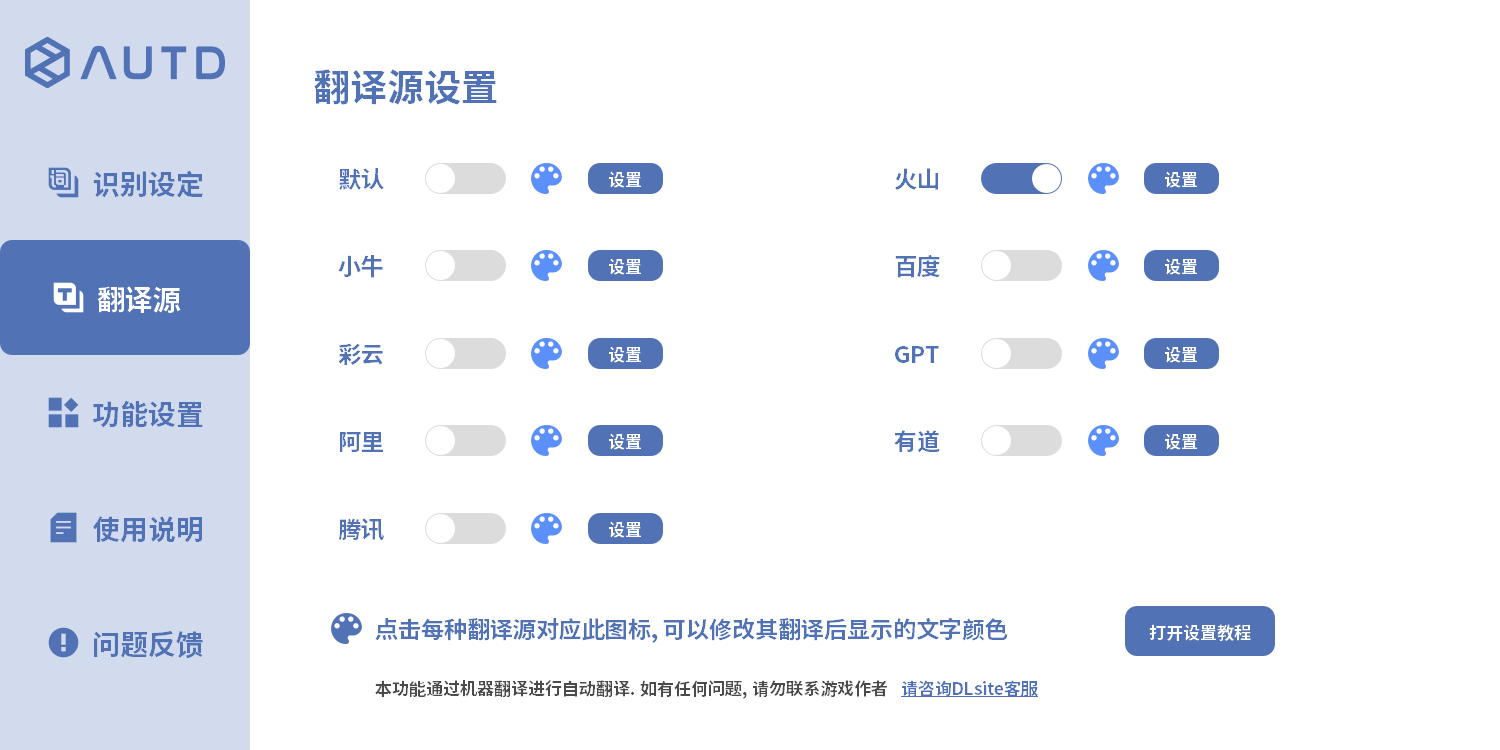 AUTD
识别设定
翻译源
功能设置
使用说明
问题反馈
翻译源设置
默认 设置
火山 设置
小牛 设置
百度 设置
彩云 设置
GPT 设置
阿里 设置
有道 设置
腾讯 设置
点击每种翻译源对应此图标, 可以修改其翻译后显示的文字颜色
打开设置教程
本功能通过机器翻译进行自动翻译. 如有任何问题, 请勿联系游戏作者 请咨询DLsite客服